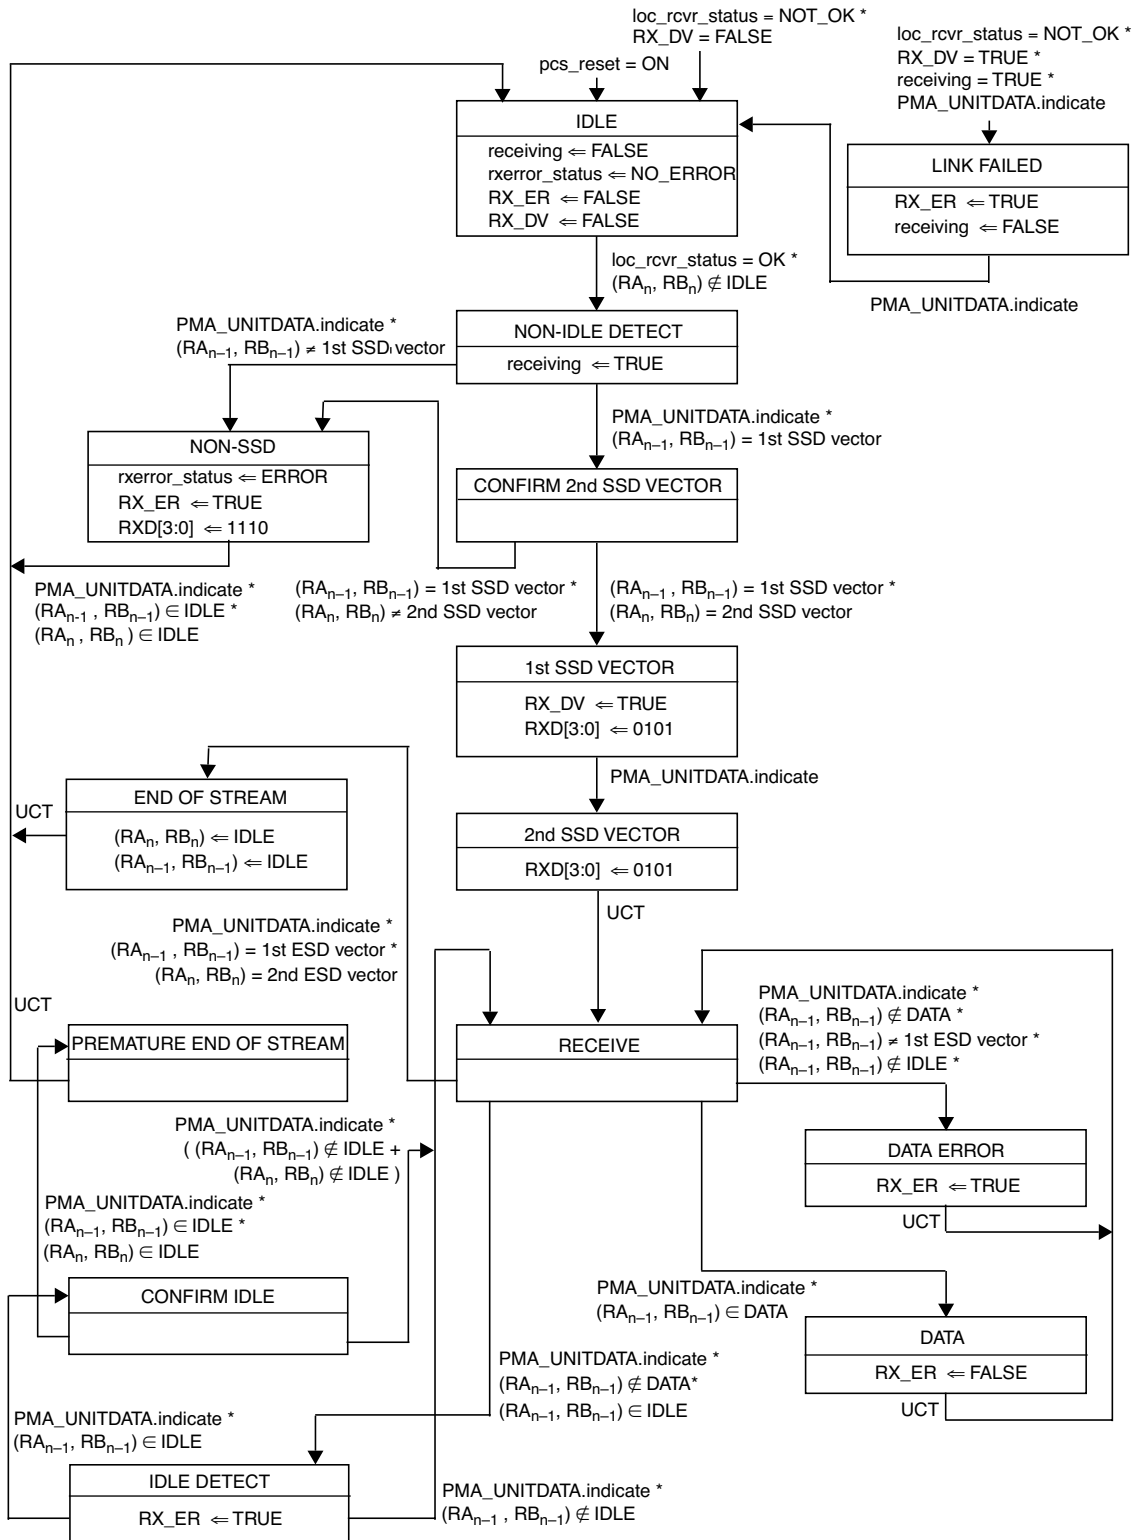 loc_rcvr_status = NOT_OK *
RX_DV = FALSE
loc_rcvr_status = NOT_OK *
RX_DV = TRUE *
receiving = TRUE *
PMA_UNITDATA.indicate
pcs_reset = ON
IDLE
receiving ⇐ FALSE
rxerror_status ⇐ NO_ERROR
RX_ER ⇐ FALSE
RX_DV ⇐ FALSE
LINK FAILED
RX_ER ⇐ TRUE
receiving ⇐ FALSE
PMA_UNITDATA.indicate
loc_rcvr_status = OK *
(RAn, RBn) ∉ IDLE
NON-IDLE DETECT
receiving ⇐ TRUE
PMA_UNITDATA.indicate *
(RAn–1, RBn–1) ≠ 1st SSD vector
PMA_UNITDATA.indicate *
(RAn–1, RBn–1) = 1st SSD vector
NON-SSD
rxerror_status ⇐ ERROR
RX_ER ⇐ TRUE
RXD[3:0] ⇐ 1110
CONFIRM 2nd SSD VECTOR
PMA_UNITDATA.indicate *
(RAn-1 , RBn–1) ∈ IDLE *
(RAn , RBn ) ∈ IDLE
(RAn–1, RBn–1) = 1st SSD vector *
(RAn, RBn) ≠ 2nd SSD vector
(RAn–1 , RBn–1) = 1st SSD vector *
(RAn, RBn) = 2nd SSD vector
1st SSD VECTOR
RX_DV ⇐ TRUE
RXD[3:0] ⇐ 0101
PMA_UNITDATA.indicate
END OF STREAM
(RAn, RBn) ⇐ IDLE
(RAn–1, RBn–1) ⇐ IDLE
UCT
2nd SSD VECTOR
RXD[3:0] ⇐ 0101
UCT
PMA_UNITDATA.indicate *
(RAn–1 , RBn–1) = 1st ESD vector *
(RAn, RBn) = 2nd ESD vector
UCT
PREMATURE END OF STREAM
RECEIVE
PMA_UNITDATA.indicate *
(RAn–1, RBn–1) ∉ DATA *
(RAn–1, RBn–1) ≠ 1st ESD vector *
(RAn–1, RBn–1) ∉ IDLE *
PMA_UNITDATA.indicate *
( (RAn–1, RBn–1) ∉ IDLE +
(RAn, RBn) ∉ IDLE )
DATA ERROR
RX_ER ⇐ TRUE
UCT
PMA_UNITDATA.indicate *
(RAn–1, RBn–1) ∈ IDLE *
(RAn, RBn) ∈ IDLE
CONFIRM IDLE
PMA_UNITDATA.indicate *
(RAn–1, RBn–1) ∈ DATA
DATA
RX_ER ⇐ FALSE
UCT
PMA_UNITDATA.indicate *
(RAn–1, RBn–1) ∉ DATA*
(RAn–1, RBn–1) ∈ IDLE
PMA_UNITDATA.indicate *
(RAn–1, RBn–1) ∈ IDLE
IDLE DETECT
RX_ER ⇐ TRUE
PMA_UNITDATA.indicate *
(RAn–1 , RBn–1) ∉ IDLE